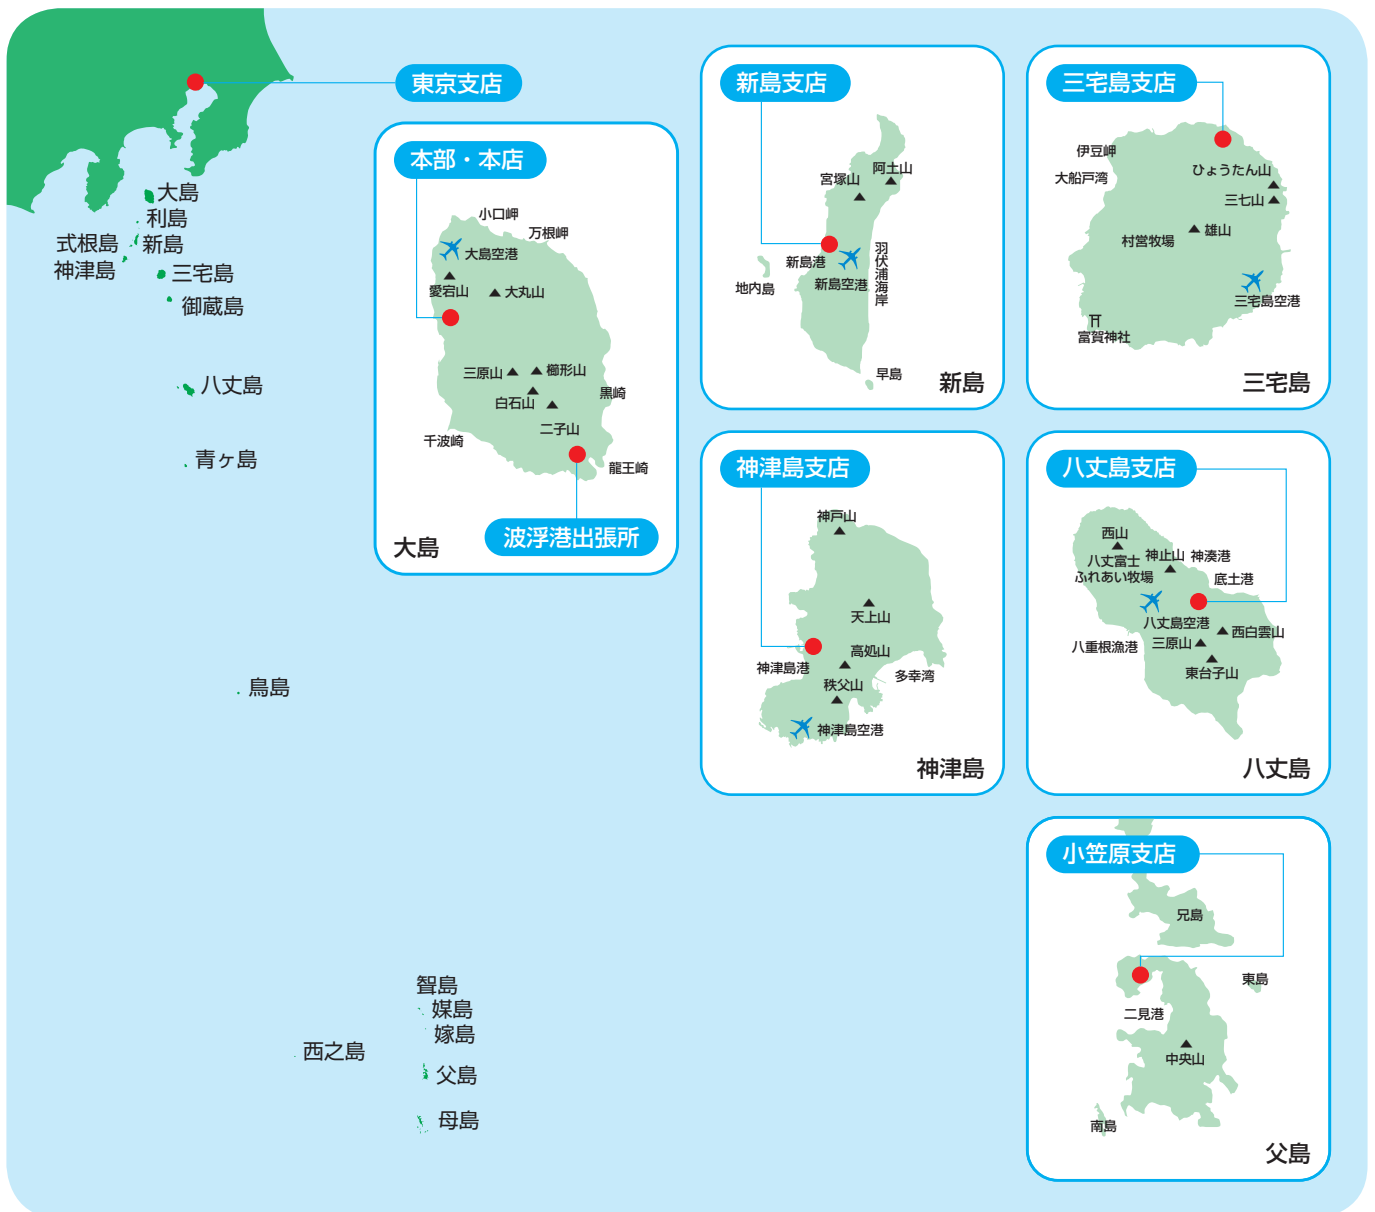 東京支店
大島
利島
式根島
新島
神津島
三宅島
御蔵島
八丈島
青ヶ島
鳥島
聟島
媒島
嫁島
西之島
父島
母島
本部・本店
小口岬
万根岬
大島空港
愛宕山
大丸山
三原山
櫛形山
黒崎
白石山
二子山
千波崎
龍王崎
波浮港出張所
大島
新島支店
阿土山
宮塚山
羽伏浦海岸
新島港
新島空港
地内島
早島
新島
三宅島支店
伊豆岬
大船戸湾
ひょうたん山
三七山
雄山
村営牧場
三宅島空港
富賀神社
三宅島
神津島支店
神戸山
天上山
高処山
神津島港
多幸湾
秩父山
神津島空港
神津島
八丈島支店
西山
八丈富士
ふれあい牧場
神止山
神湊港
底土港
八丈島空港
西白雲山
八重根漁港
三原山
東台子山
八丈島
小笠原支店
兄島
東島
二見港
中央山
南島
父島